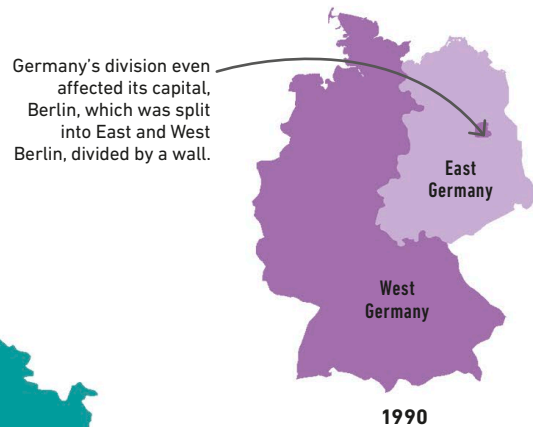 Germany's division even
affected its capital,
Berlin, which was split
into East and West
Berlin, divided by a wall.
East
Germany
West
Germany
1990